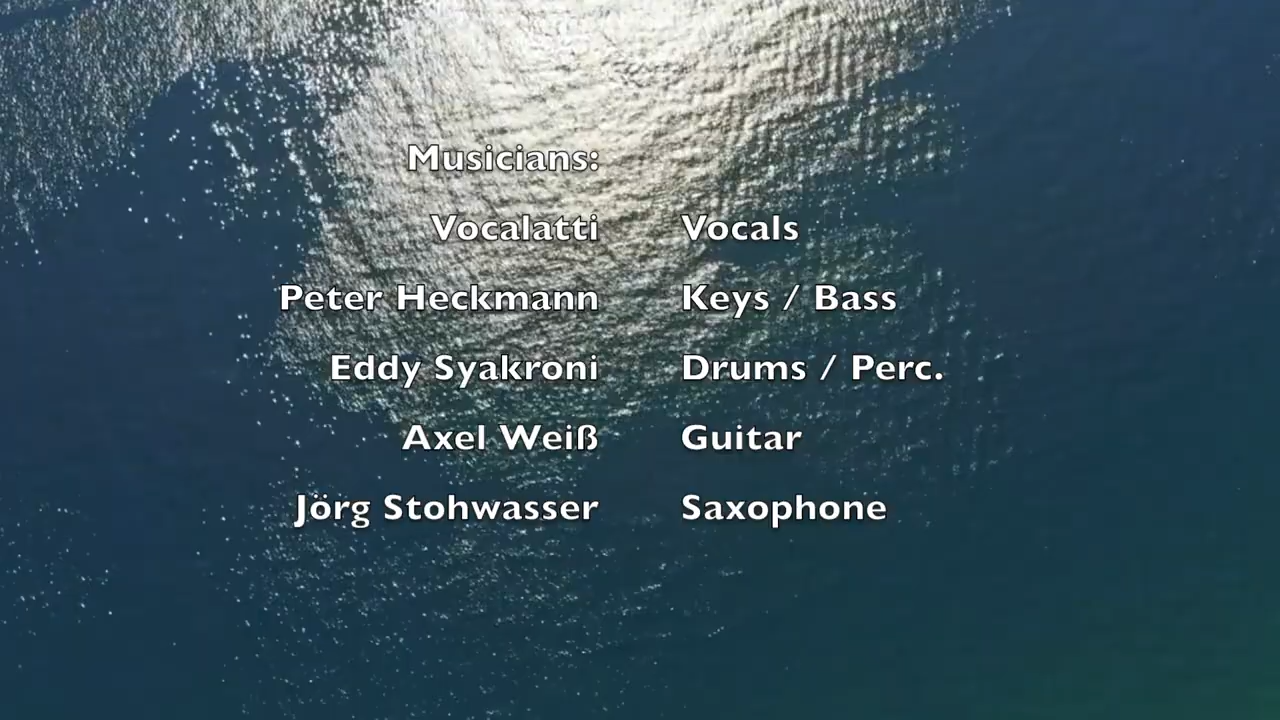 Musicians:
Vocalatti Vocals
Peter Heckmann Keys / Bass
Eddy Syakroni Drums / Perc.
Axel Weiß Guitar
Jörg Stohwasser Saxophone